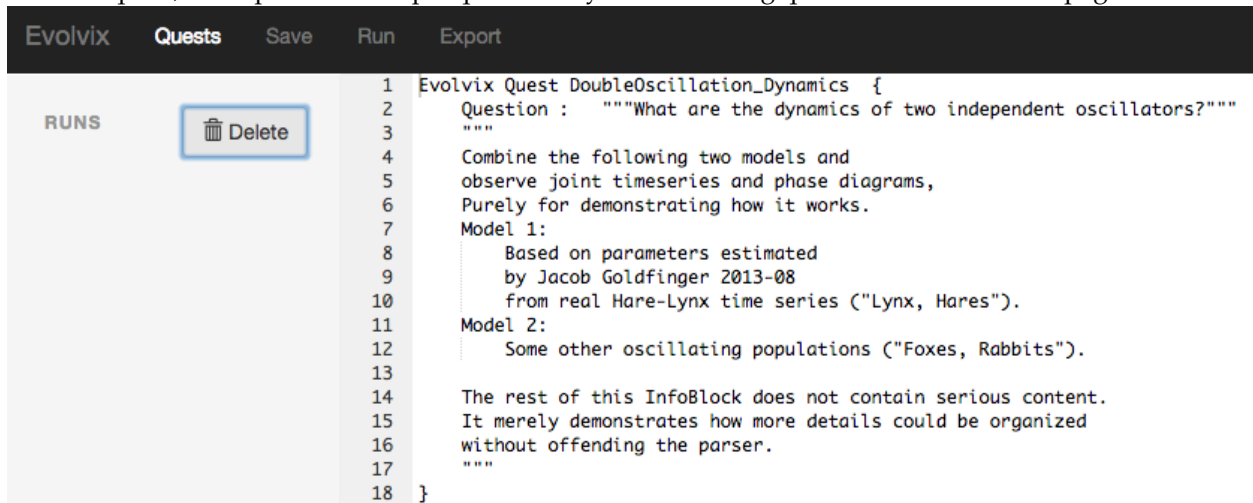 Evolvix Quests Save Run Export
RUNS
Delete
1 Evolvix Quest DoubleOscillation_Dynamics {
2 Question : """What are the dynamics of two independent oscillators?"""
3 """
4 Combine the following two models and
5 observe joint timeseries and phase diagrams,
6 Purely for demonstrating how it works.
7 Model 1:
8 Based on parameters estimated
9 by Jacob Goldfinger 2013-08
10 from real Hare-Lynx time series ("Lynx, Hares").
11 Model 2:
12 Some other oscillating populations ("Foxes, Rabbits").
13
14 The rest of this InfoBlock does not contain serious content.
15 It merely demonstrates how more details could be organized
16 without offending the parser.
17 """
18 }